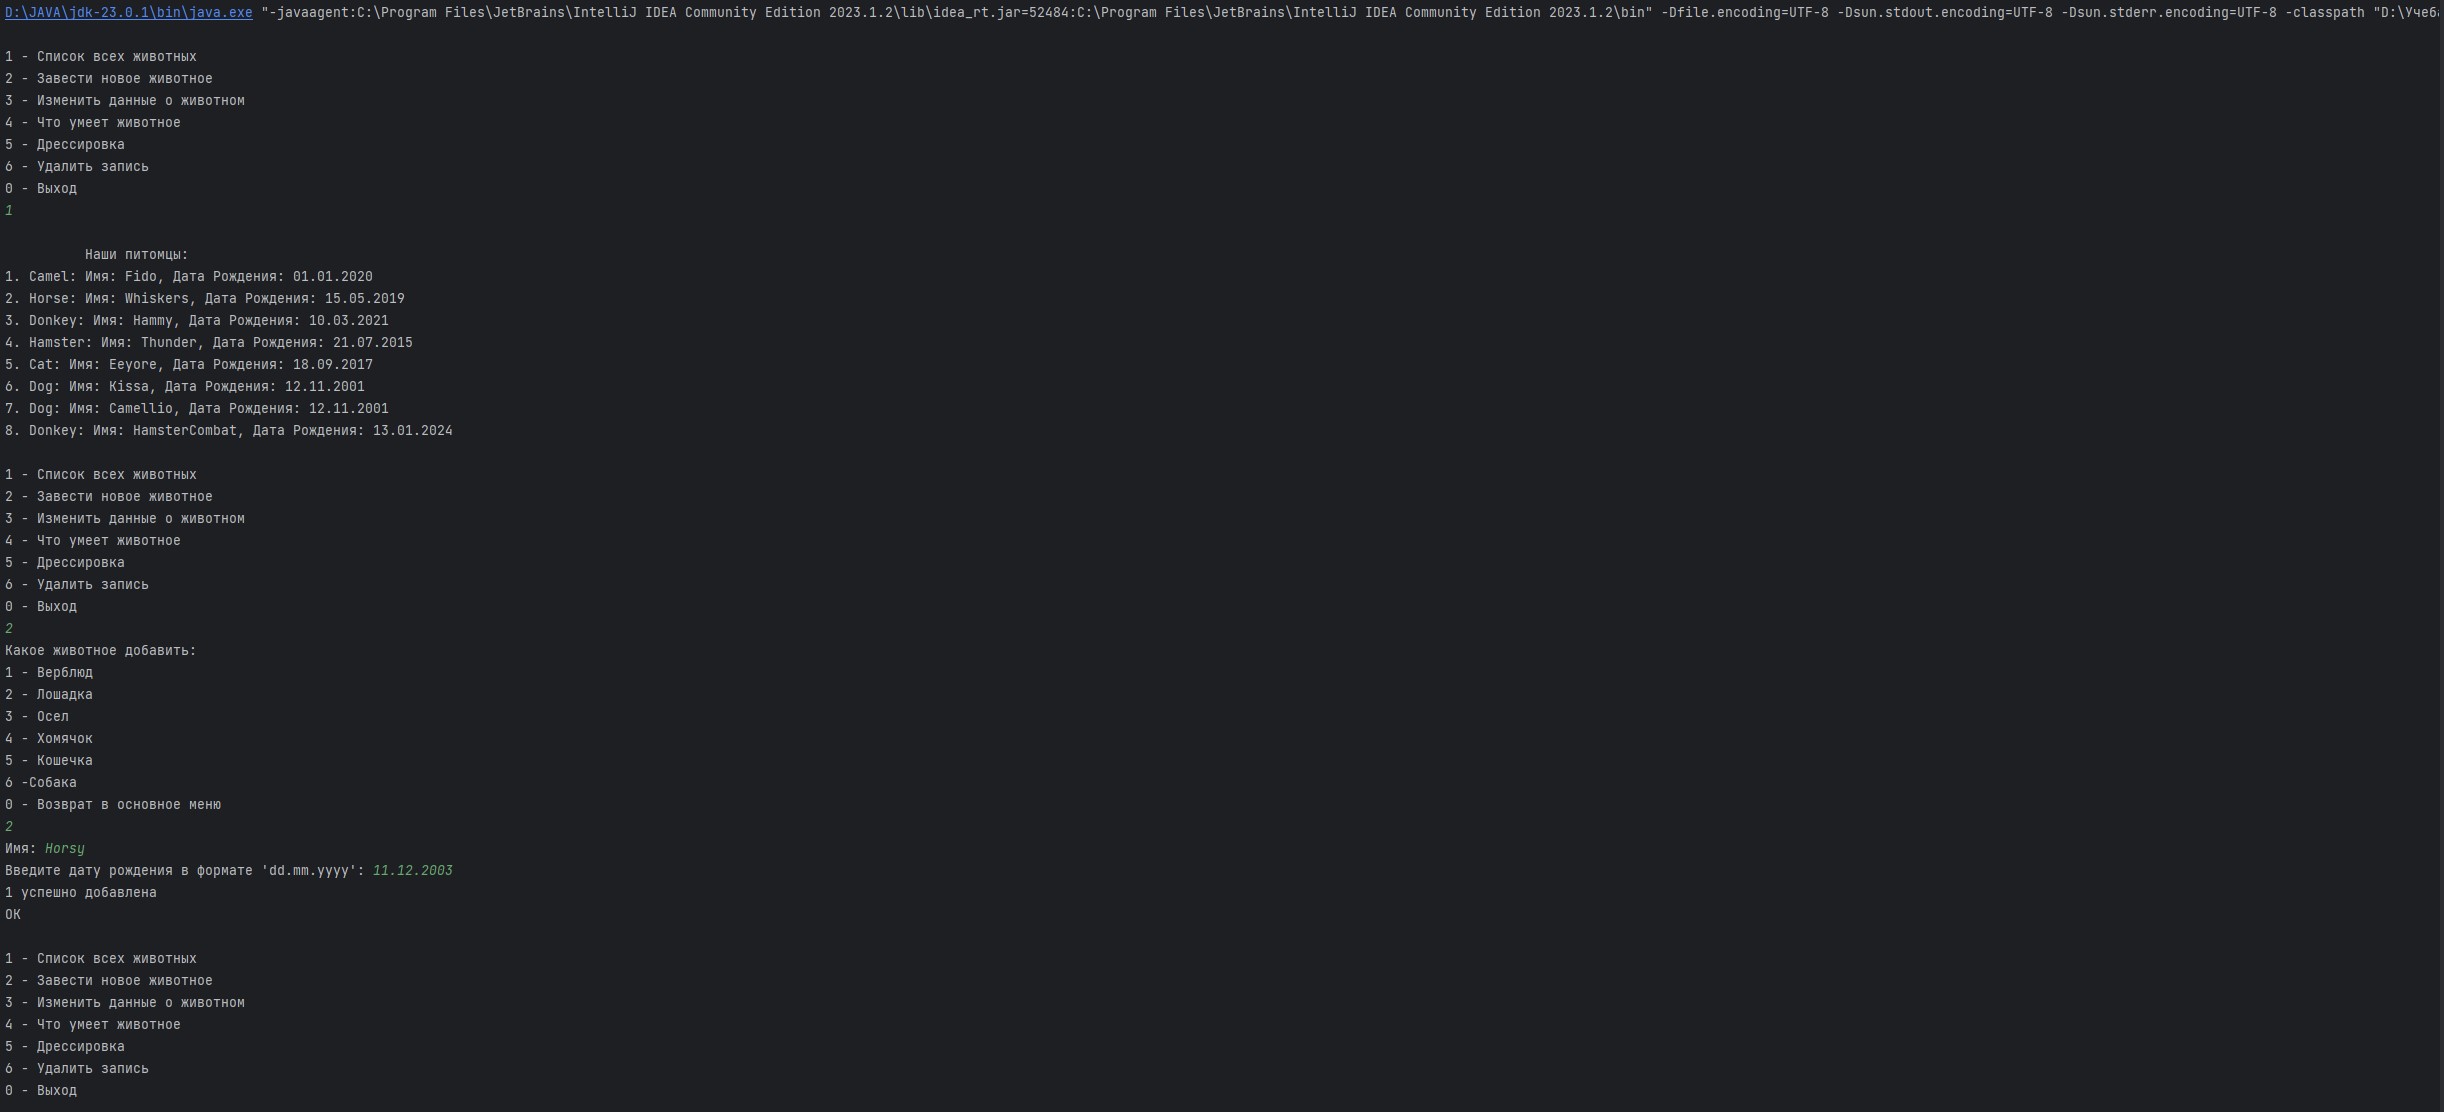 D:\JAVA\jdk-23.0.1\bin\java.exe "-javaagent:C:\Program Files\JetBrains\IntelliJ IDEA Community Edition 2023.1.2\lib\idea_rt.jar=52484:C:\Program Files\JetBrains\IntelliJ IDEA Community Edition 2023.1.2\bin" -Dfile.encoding=UTF-8 -Dsun.stdout.encoding=UTF-8 -Dsun.stderr.encoding=UTF-8 -classpath "D:\Учеб
1 - Список всех животных
2 - Завести новое животное
3 - Изменить данные о животном
4 - Что умеет животное
5 - Дрессировка
6 - Удалить запись
0 - Выход
1
Наши питомцы:
1. Camel: Имя: Fido, Дата Рождения: 01.01.2020
2. Horse: Имя: Whiskers, Дата Рождения: 15.05.2019
3. Donkey: Имя: Hammy, Дата Рождения: 10.03.2021
4. Hamster: Имя: Thunder, Дата Рождения: 21.07.2015
5. Cat: Имя: Eeyore, Дата Рождения: 18.09.2017
6. Dog: Имя: Kissa, Дата Рождения: 12.11.2001
7. Dog: Имя: Camellio, Дата Рождения: 12.11.2001
8. Donkey: Имя: HamsterCombat, Дата Рождения: 13.01.2024
1 - Список всех животных
2 - Завести новое животное
3 - Изменить данные о животном
4 - Что умеет животное
5 - Дрессировка
6 - Удалить запись
0 - Выход
2
Какое животное добавить:
1 - Верблюд
2 - Лошадка
3 - Осел
4 - Хомячок
5 - Кошечка
6 -Собака
0 - Возврат в основное меню
2
Имя: Horsy
Введите дату рождения в формате 'dd.mm.yyyy': 11.12.2003
1 успешно добавлена
ОК
1 - Список всех животных
2 - Завести новое животное
3 - Изменить данные о животном
4 - Что умеет животное
5 - Дрессировка
6 - Удалить запись
0 - Выход